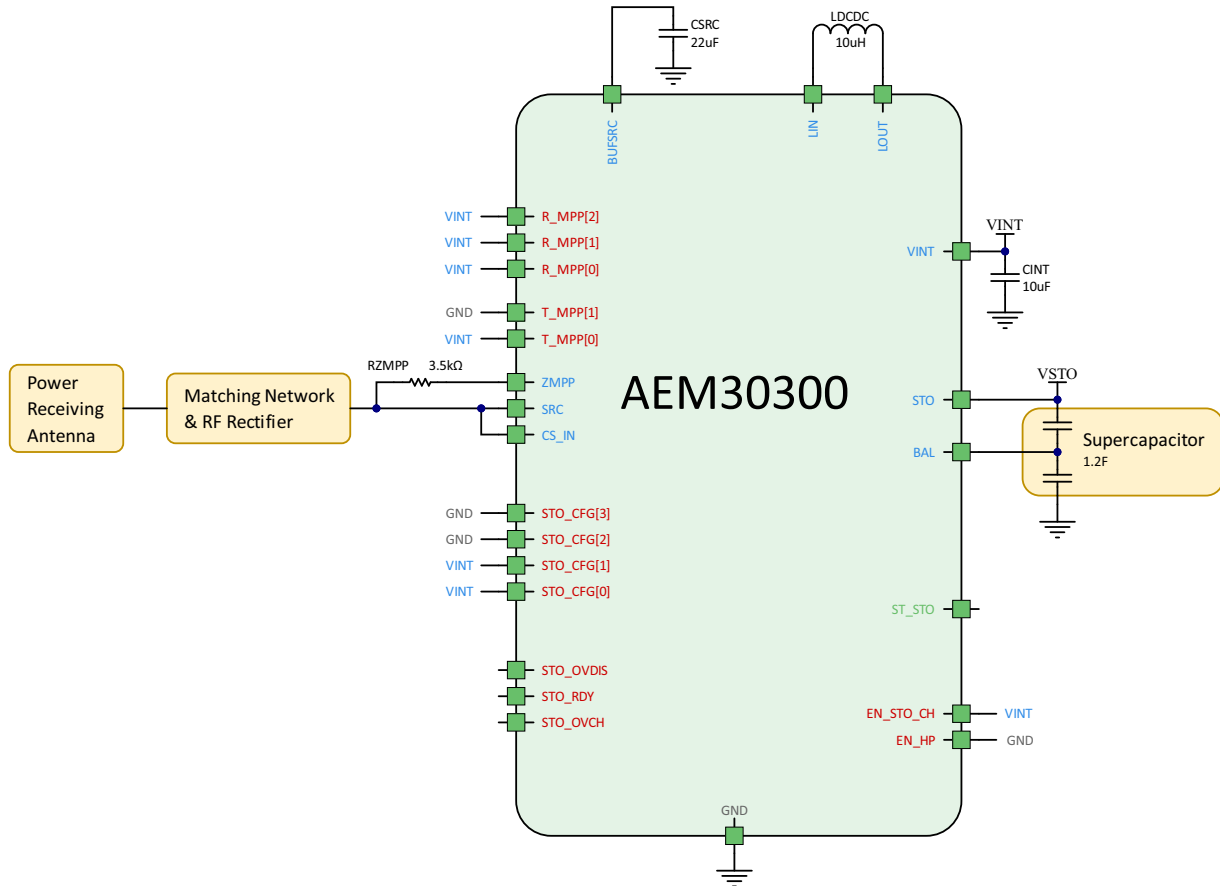 CSRC
22uF
LDCDC
10uH
BUFSRC
LIN
LOUT
VINT
R_MPP[2]
VINT
R_MPP[1]
VINT
R_MPP[0]
GND
T_MPP[1]
VINT
T_MPP[0]
RZMPP
3.5kΩ
ZMPP
SRC
CS_IN
Power
Receiving
Antenna
Matching Network
& RF Rectifier
AEM30300
VINT
VINT
CINT
10uF
VSTO
STO
BAL
Supercapacitor
1.2F
GND
STO_CFG[3]
GND
STO_CFG[2]
VINT
STO_CFG[1]
VINT
STO_CFG[0]
ST_STO
STO_OVDIS
STO_RDY
STO_OVCH
EN_STO_CH
VINT
EN_HP
GND
GND